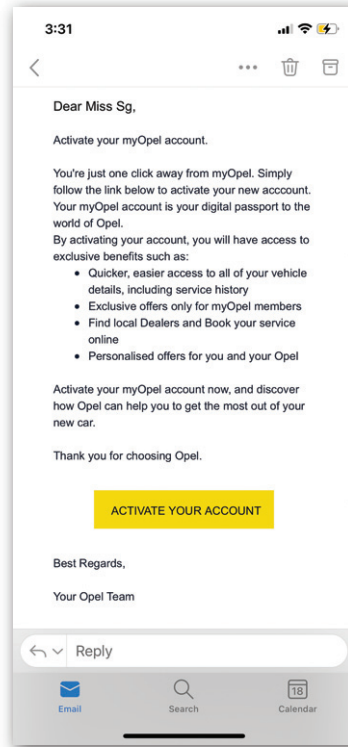 3:31
Dear Miss Sg,
Activate your myOpel account.
You're just one click away from myOpel. Simply
follow the link below to activate your new acccount.
Your myOpel account is your digital passport to the
world of Opel.
By activating your account, you will have access to
exclusive benefits such as:
• Quicker, easier access to all of your vehicle
details, including service history
• Exclusive offers only for myOpel members
• Find local Dealers and Book your service
online
• Personalised offers for you and your Opel
Activate your myOpel account now, and discover
how Opel can help you to get the most out of your
new car.
Thank you for choosing Opel.
ACTIVATE YOUR ACCOUNT
Best Regards,
Your Opel Team
Reply
18
Email Search Calendar